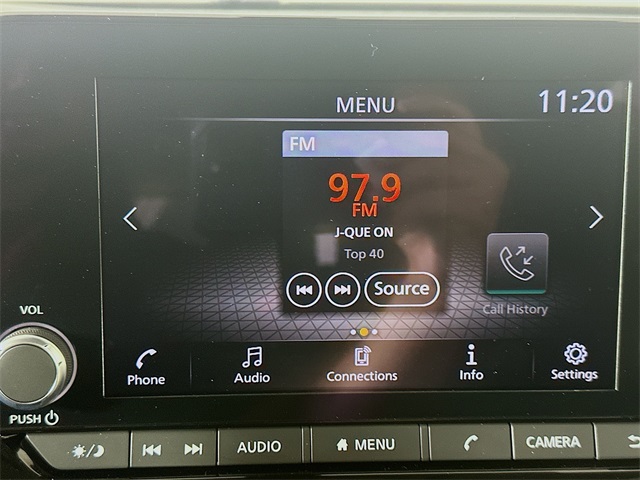 MENU 11:20
FM
97.9
FM
J-QUE ON
Top 40
Source
Call History
VOL
Phone Audio Connections Info Settings
PUSH
AUDIO MENU CAMERA